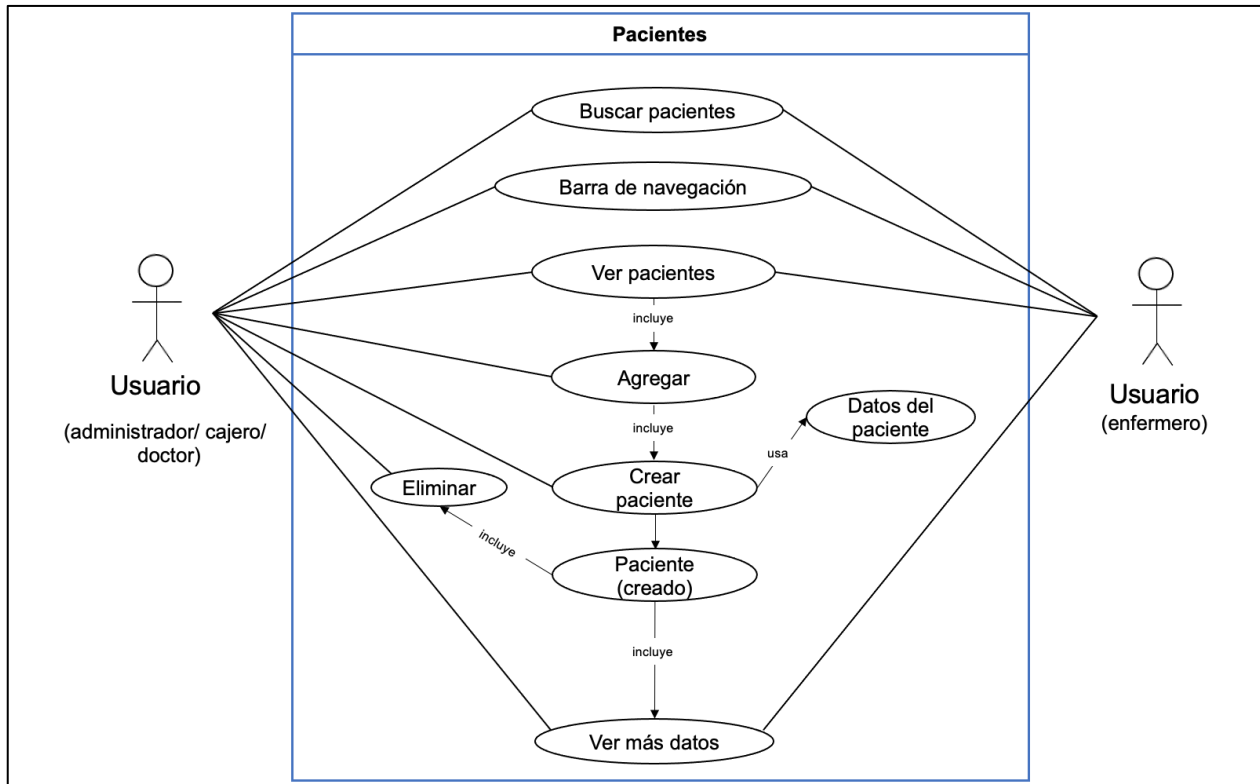 Pacientes
Buscar pacientes
Barra de navegación
Ver pacientes
incluye
Agregar
incluye
Datos del
paciente
usa
Crear
paciente
Eliminar
incluye
Paciente
(creado)
incluye
Ver más datos
Usuario
(administrador/ cajero/
doctor)
Usuario
(enfermero)